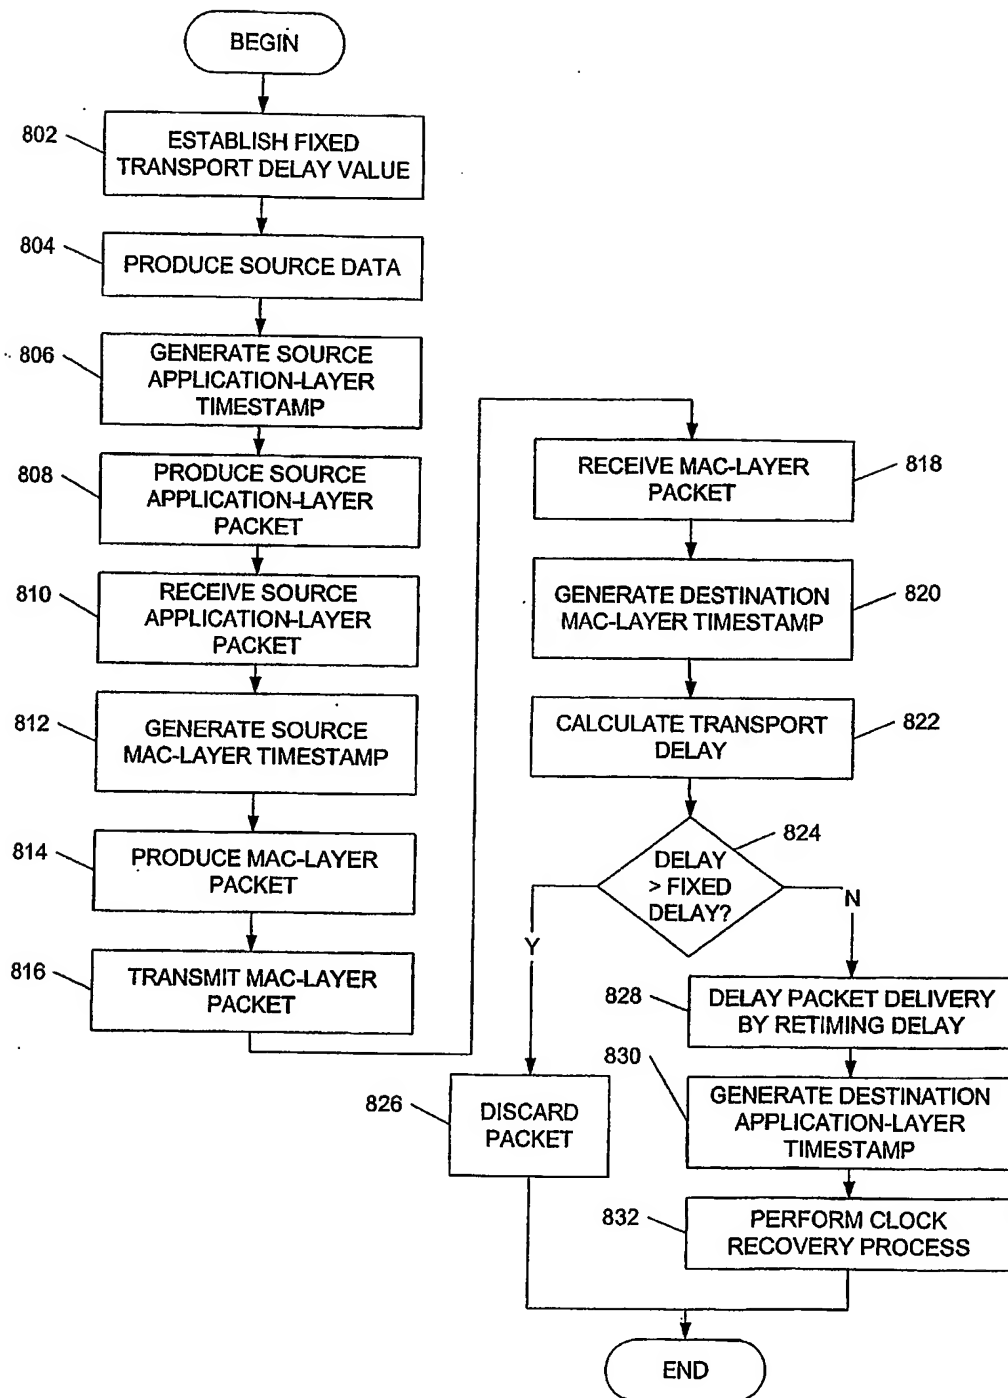 BEGIN
802
ESTABLISH FIXED
TRANSPORT DELAY VALUE
804
PRODUCE SOURCE DATA
806
GENERATE SOURCE
APPLICATION-LAYER
TIMESTAMP
808
PRODUCE SOURCE
APPLICATION-LAYER
PACKET
810
RECEIVE SOURCE
APPLICATION-LAYER
PACKET
812
GENERATE SOURCE
MAC-LAYER TIMESTAMP
814
PRODUCE MAC-LAYER
PACKET
816
TRANSMIT MAC-LAYER
PACKET
RECEIVE MAC-LAYER
PACKET
818
GENERATE DESTINATION
MAC-LAYER TIMESTAMP
820
CALCULATE TRANSPORT
DELAY
822
824
DELAY
> FIXED
DELAY?
Y
N
826
DISCARD
PACKET
828
DELAY PACKET DELIVERY
BY RETIMING DELAY
830
GENERATE DESTINATION
APPLICATION-LAYER
TIMESTAMP
832
PERFORM CLOCK
RECOVERY PROCESS
END